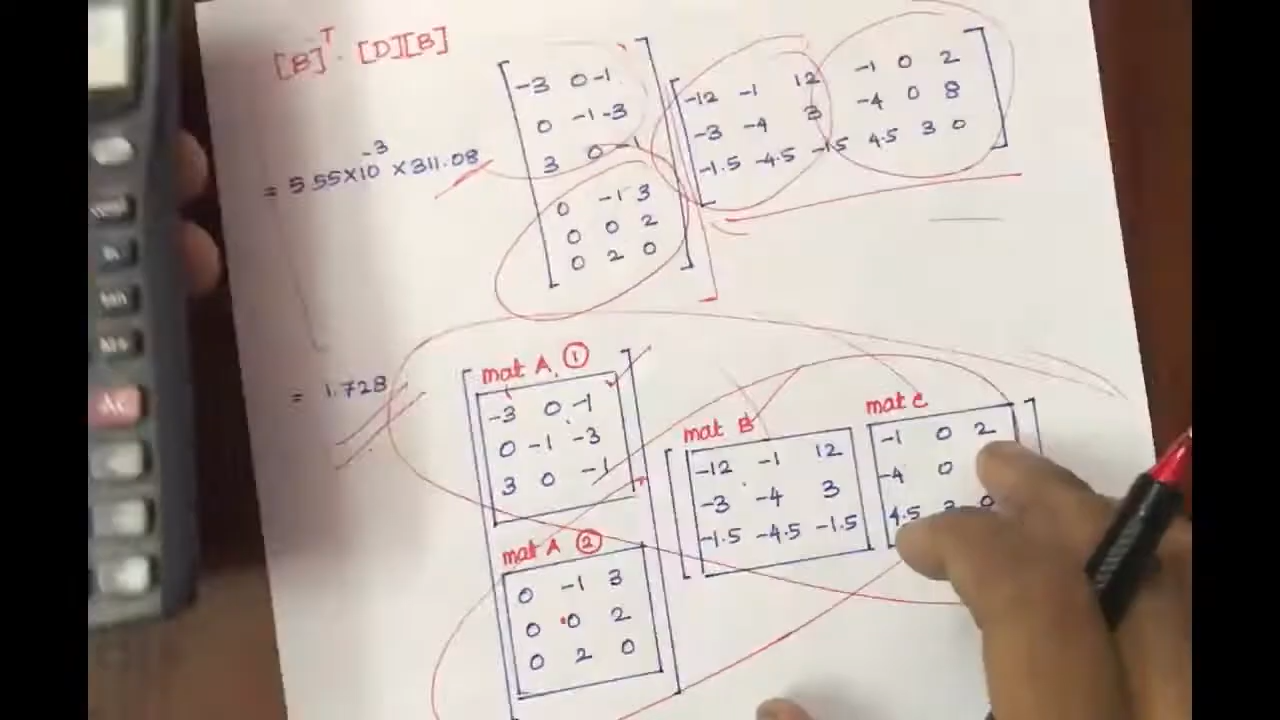 [B]ᵀ. [D][B]
-3 0 -1 -12 -1 12 -1 0 2
0 -1 -3 -3 -4 3 -4 0 8
= 5.55×10⁻³ ×311.08 3 0 -1 -1.5 -4.5 -1.5 4.5 3 0
0 -1 3
0 0 2
0 2 0
= 1.728
mat A, ①
-3 0 -1
0 -1 -3
3 0 -1
mat B
-12 -1 12
-3 -4 3
-1.5 -4.5 -1.5
mat C
-1 0 2
-4 0
4.5 0
mat A ②
0 -1 3
0 0 2
0 2 0
AC